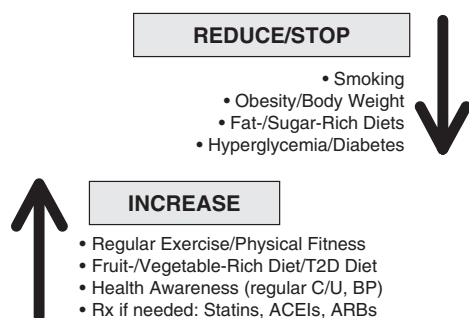 REDUCE/STOP
• Smoking
• Obesity/Body Weight
• Fat-/Sugar-Rich Diets
• Hyperglycemia/Diabetes
INCREASE
• Regular Exercise/Physical Fitness
• Fruit-/Vegetable-Rich Diet/T2D Diet
• Health Awareness (regular C/U, BP)
• Rx if needed: Statins, ACEIs, ARBs